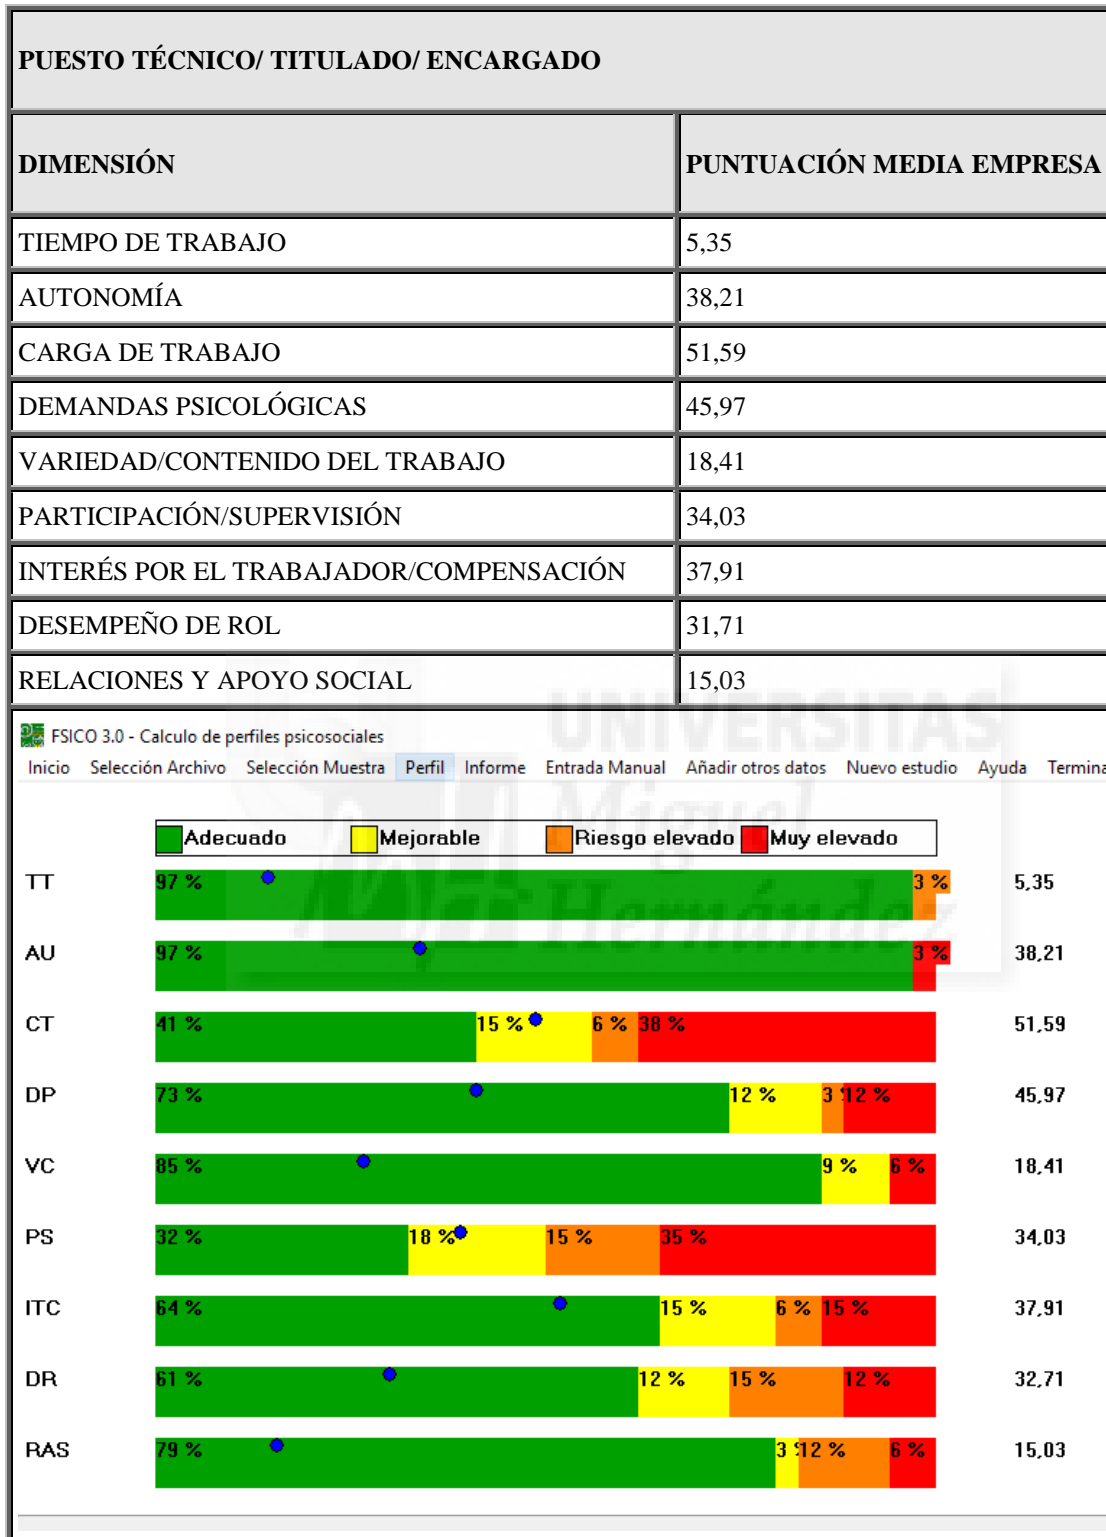 PUESTO TÉCNICO/ TITULADO/ ENCARGADO
DIMENSIÓN PUNTUACIÓN MEDIA EMPRESA
TIEMPO DE TRABAJO 5,35
AUTONOMÍA 38,21
CARGA DE TRABAJO 51,59
DEMANDAS PSICOLÓGICAS 45,97
VARIEDAD/CONTENIDO DEL TRABAJO 18,41
PARTICIPACIÓN/SUPERVISIÓN 34,03
INTERÉS POR EL TRABAJADOR/COMPENSACIÓN 37,91
DESEMPEÑO DE ROL 31,71
RELACIONES Y APOYO SOCIAL 15,03
UNIVERSITAS
Miguel
Hernández
FSICO 3.0 - Calculo de perfiles psicosociales
Inicio Selección Archivo Selección Muestra Perfil Informe Entrada Manual Añadir otros datos Nuevo estudio Ayuda Termina
Adecuado Mejorable Riesgo elevado Muy elevado
TT 97 % 3 % 5,35
AU 97 % 3 % 38,21
CT 41 % 15 % 6 % 38 % 51,59
DP 73 % 12 % 3 % 12 % 45,97
VC 85 % 9 % 6 % 18,41
PS 32 % 18 % 15 % 35 % 34,03
ITC 64 % 15 % 6 % 15 % 37,91
DR 61 % 12 % 15 % 12 % 32,71
RAS 79 % 3 % 12 % 6 % 15,03